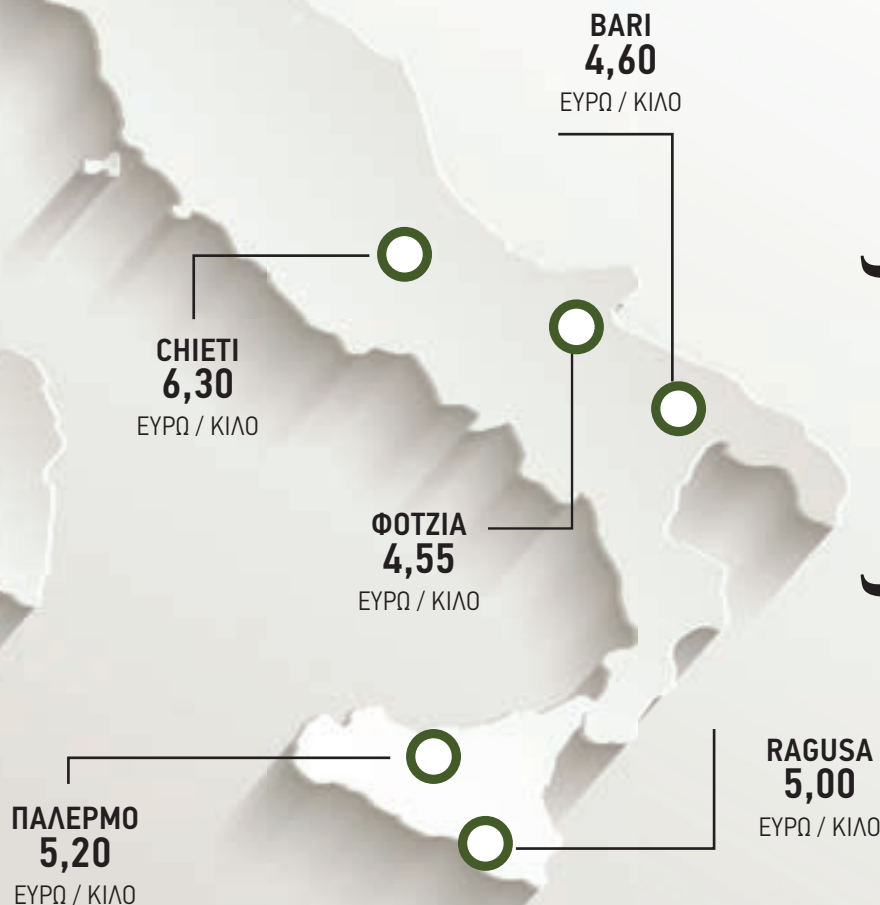 BARI
4,60
ΕΥΡΩ / ΚΙΛΟ
CHIETI
6,30
ΕΥΡΩ / ΚΙΛΟ
ΦΟΤΖΙΑ
4,55
ΕΥΡΩ / ΚΙΛΟ
RAGUSA
5,00
ΕΥΡΩ / ΚΙΛΟ
ΠΑΛΕΡΜΟ
5,20
ΕΥΡΩ / ΚΙΛΟ